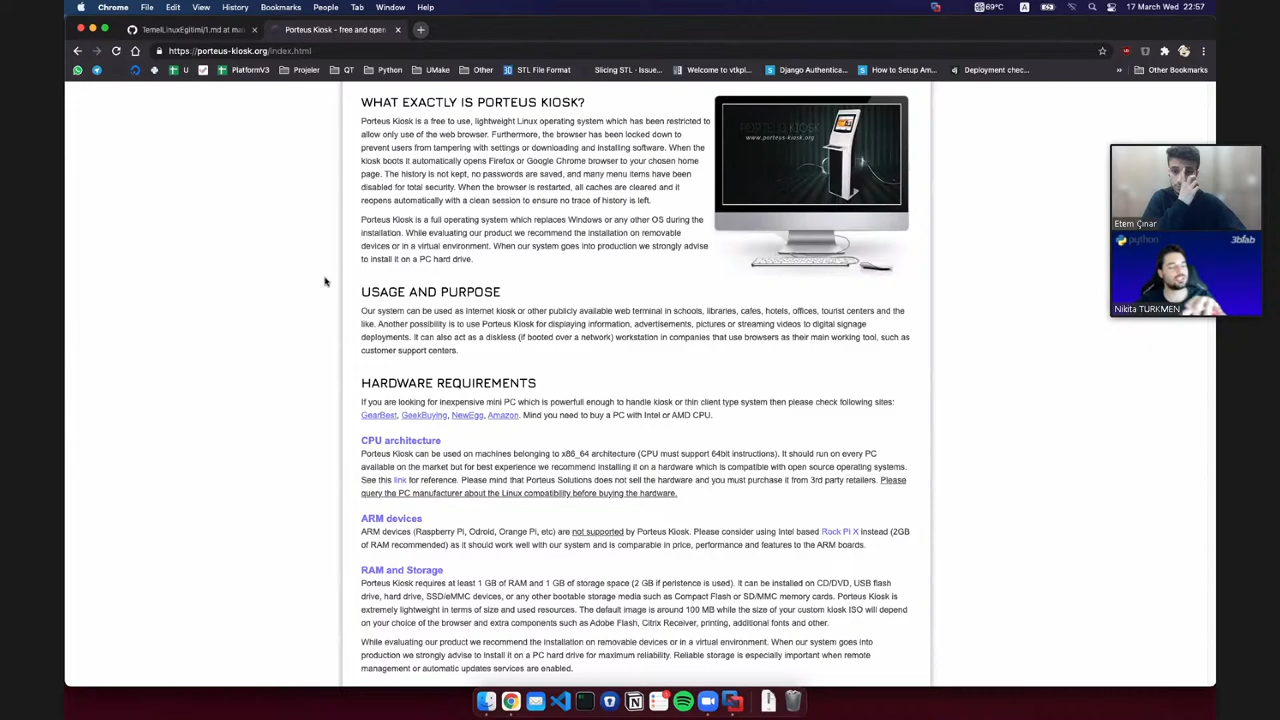 Chrome File Edit View History Bookmarks People Tab Window Help
69°C
17 March Wed 22:57
TemelLinuxEgitimi/1.md at ma
Porteus Kiosk - free and open
https://porteus-kiosk.org/index.html
U
PlatformV3
Projeler
QT
Python
UMake
Other
STL File Format
Slicing STL · Issue...
Welcome to vtkpl...
Django Authentica...
How to Setup Am...
Deployment chec...
Other Bookmarks
WHAT EXACTLY IS PORTEUS KIOSK?
Porteus Kiosk is a free to use, lightweight Linux operating system which has been restricted to
allow only use of the web browser. Furthermore, the browser has been locked down to
prevent users from tampering with settings or downloading and installing software. When the
kiosk boots it automatically opens Firefox or Google Chrome browser to your chosen home
page. The history is not kept, no passwords are saved, and many menu items have been
disabled for total security. When the browser is restarted, all caches are cleared and it
reopens automatically with a clean session to ensure no trace of history is left.
PORTEUS KIOSK
www.porteus-kiosk.org
Porteus Kiosk is a full operating system which replaces Windows or any other OS during the
installation. While evaluating our product we recommend the installation on removable
devices or in a virtual environment. When our system goes into production we strongly advise
to install it on a PC hard drive.
USAGE AND PURPOSE
Our system can be used as Internet kiosk or other publicly available web terminal in schools, libraries, cafes, hotels, offices, tourist centers and the
like. Another possibility is to use Porteus Kiosk for displaying information, advertisements, pictures or streaming videos to digital signage
deployments. It can also act as a diskless (if booted over a network) workstation in companies that use browsers as their main working tool, such as
customer support centers.
HARDWARE REQUIREMENTS
If you are looking for inexpensive mini PC which is powerfull enough to handle kiosk or thin client type system then please check following sites:
GearBest, GeekBuying, NewEgg, Amazon. Mind you need to buy a PC with Intel or AMD CPU.
CPU architecture
Porteus Kiosk can be used on machines belonging to x86_64 architecture (CPU must support 64bit instructions). It should run on every PC
available on the market but for best experience we recommend installing it on a hardware which is compatible with open source operating systems.
See this link for reference. Please mind that Porteus Solutions does not sell the hardware and you must purchase it from 3rd party retailers. Please
query the PC manufacturer about the Linux compatibility before buying the hardware.
ARM devices
ARM devices (Raspberry Pi, Odroid, Orange Pi, etc) are not supported by Porteus Kiosk. Please consider using Intel based Rock Pi X instead (2GB
of RAM recommended) as it should work well with our system and is comparable in price, performance and features to the ARM boards.
RAM and Storage
Porteus Kiosk requires at least 1 GB of RAM and 1 GB of storage space (2 GB if peristence is used). It can be installed on CD/DVD, USB flash
drive, hard drive, SSD/eMMC devices, or any other bootable storage media such as Compact Flash or SD/MMC memory cards. Porteus Kiosk is
extremely lightweight in terms of size and used resources. The default image is around 100 MB while the size of your custom kiosk ISO will depend
on your choice of the browser and extra components such as Adobe Flash, Citrix Receiver, printing, additional fonts and other.
While evaluating our product we recommend the installation on removable devices or in a virtual environment. When our system goes into
production we strongly advise to install it on a PC hard drive for maximum reliability. Reliable storage is especially important when remote
management or automatic updates services are enabled.
Etem Çınar
python
3bfab
Nikita TURKMEN